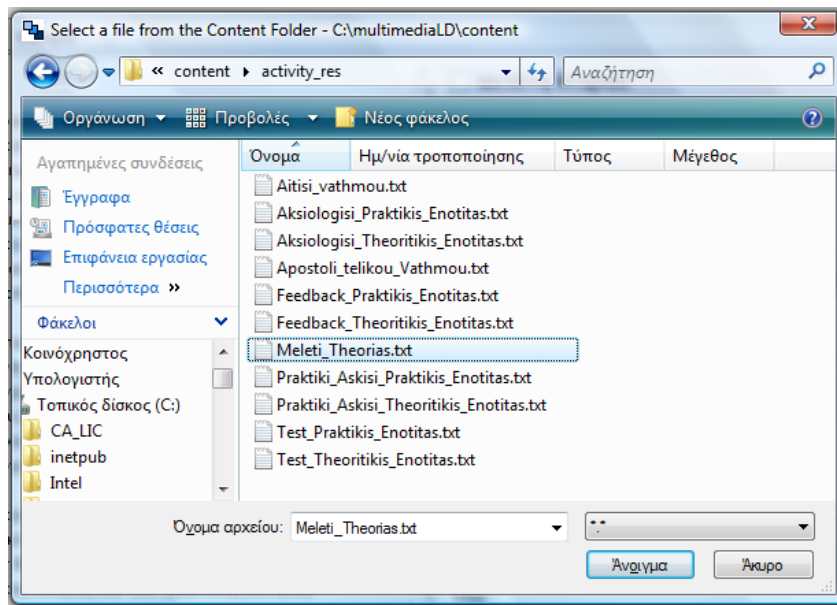 Select a file from the Content Folder - C:\multimediaLD\content
« content ▸ activity_res
Αναζήτηση
Οργάνωση Προβολές Νέος φάκελος
Αγαπημένες συνδέσεις
Έγγραφα
Πρόσφατες θέσεις
Επιφάνεια εργασίας
Περισσότερα »
Φάκελοι
Κοινόχρηστος
Υπολογιστής
Τοπικός δίσκος (C:)
CA_LIC
inetpub
Intel
Όνομα Ημ/νία τροποποίησης Τύπος Μέγεθος
Aitisi_vathmou.txt
Aksiologisi_Praktikis_Enotitas.txt
Aksiologisi_Theoritikis_Enotitas.txt
Apostoli_telikou_Vathmou.txt
Feedback_Praktikis_Enotitas.txt
Feedback_Theoritikis_Enotitas.txt
Meleti_Theorias.txt
Praktiki_Askisi_Praktikis_Enotitas.txt
Praktiki_Askisi_Theoritikis_Enotitas.txt
Test_Praktikis_Enotitas.txt
Test_Theoritikis_Enotitas.txt
Όνομα αρχείου: Meleti_Theorias.txt *.*
Άνοιγμα Άκυρο